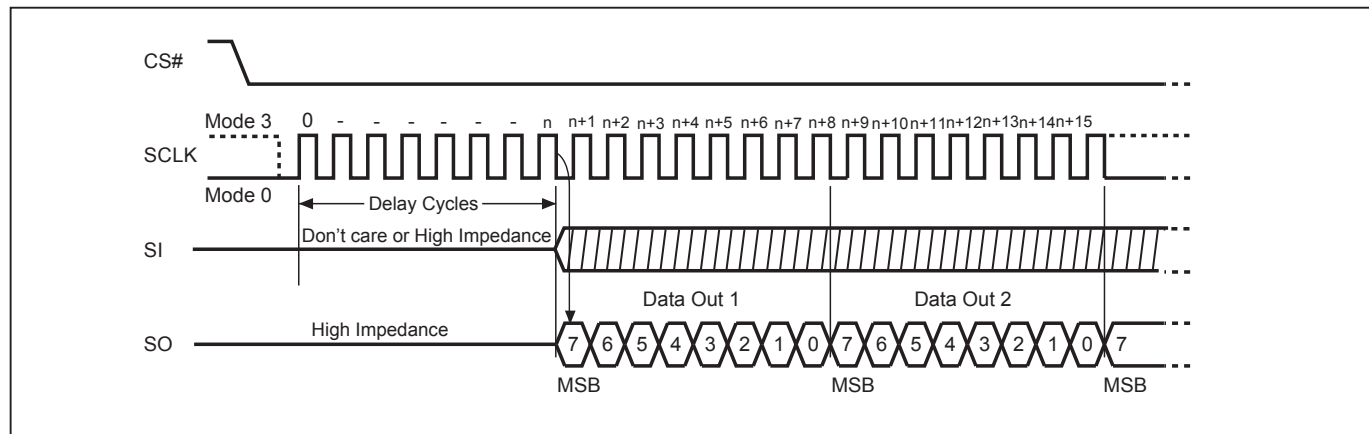 CS#
Mode 3 0 - - - - - - n n+1 n+2 n+3 n+4 n+5 n+6 n+7 n+8 n+9 n+10 n+11 n+12 n+13 n+14 n+15
SCLK
Mode 0
Delay Cycles
Don't care or High Impedance
SI
Data Out 1 Data Out 2
High Impedance
SO 7 6 5 4 3 2 1 0 7 6 5 4 3 2 1 0 7
MSB MSB MSB